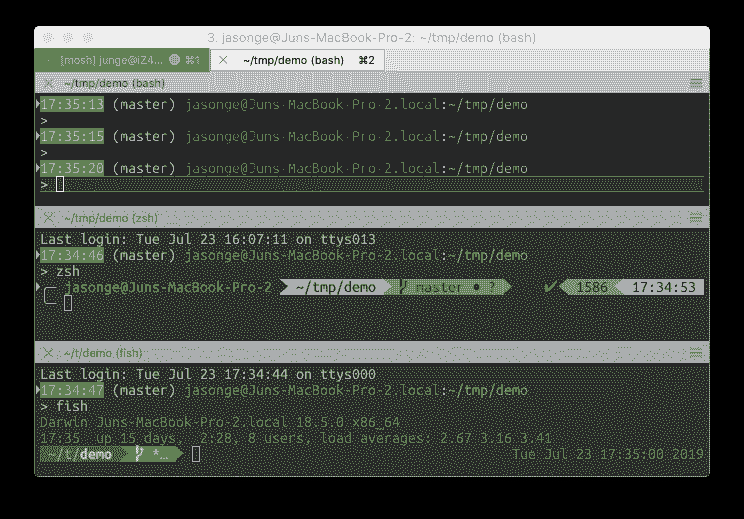 3. jasonge@Juns-MacBook-Pro-2: ~/tmp/demo (bash)
[mosh] junge@iZ4... ⌘1
~/tmp/demo (bash) ⌘2
~/tmp/demo (bash)
17:35:13 (master) jasonge@Juns-MacBook-Pro-2.local:~/tmp/demo
>
17:35:15 (master) jasonge@Juns-MacBook-Pro-2.local:~/tmp/demo
>
17:35:20 (master) jasonge@Juns-MacBook-Pro-2.local:~/tmp/demo
>
~/tmp/demo (zsh)
Last login: Tue Jul 23 16:07:11 on ttys013
17:34:46 (master) jasonge@Juns-MacBook-Pro-2.local:~/tmp/demo
> zsh
jasonge@Juns-MacBook-Pro-2 ~/tmp/demo master ● ? ✔ 1586 17:34:53
~/t/demo (fish)
Last login: Tue Jul 23 17:34:44 on ttys000
17:34:47 (master) jasonge@Juns-MacBook-Pro-2.local:~/tmp/demo
> fish
Darwin Juns-MacBook-Pro-2.local 18.5.0 x86_64
17:35  up 15 days,  2:28, 8 users, load averages: 2.67 3.16 3.41
~/t/demo *… Tue Jul 23 17:35:00 2019